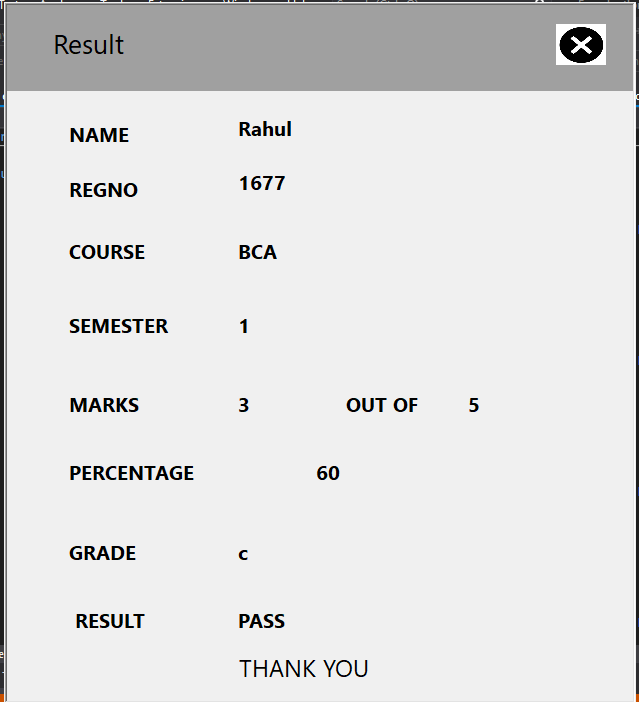 Result
NAME Rahul
REGNO 1677
COURSE BCA
SEMESTER 1
MARKS 3 OUT OF 5
PERCENTAGE 60
GRADE c
RESULT PASS
THANK YOU